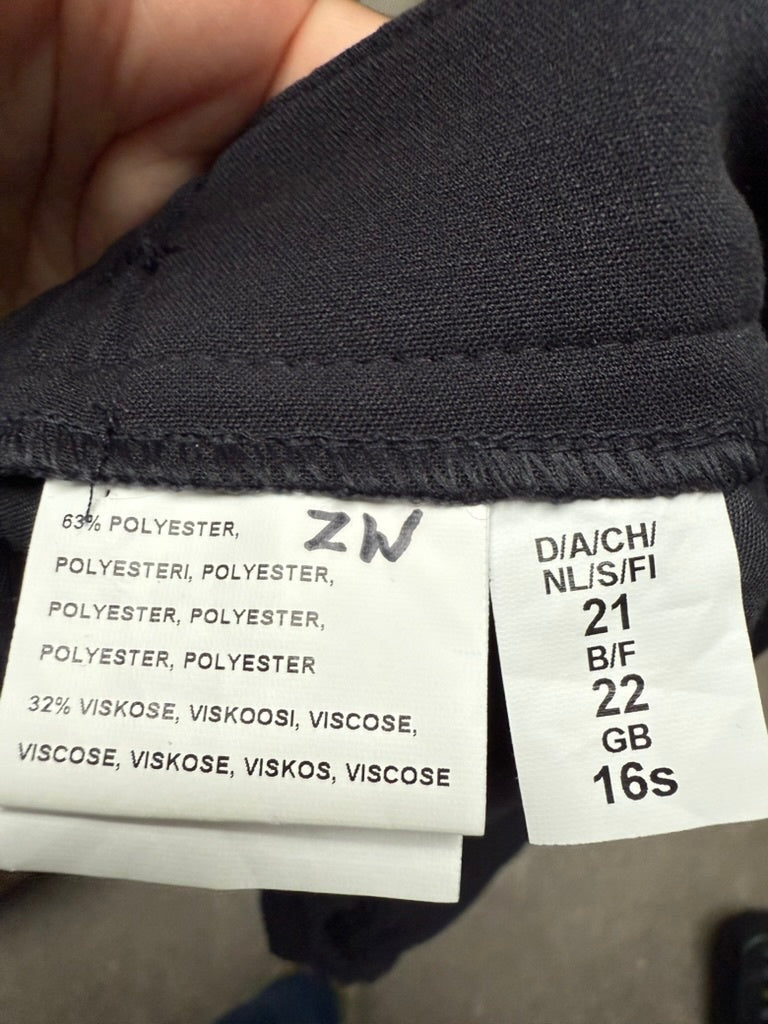 ZW
63% POLYESTER,
POLYESTERI, POLYESTER,
POLYESTER, POLYESTER,
POLYESTER, POLYESTER
32% VISKOSE, VISKOOSI, VISCOSE,
VISCOSE, VISKOSE, VISKOS, VISCOSE
D/A/CH/
NL/S/FI
21
B/F
22
GB
16s